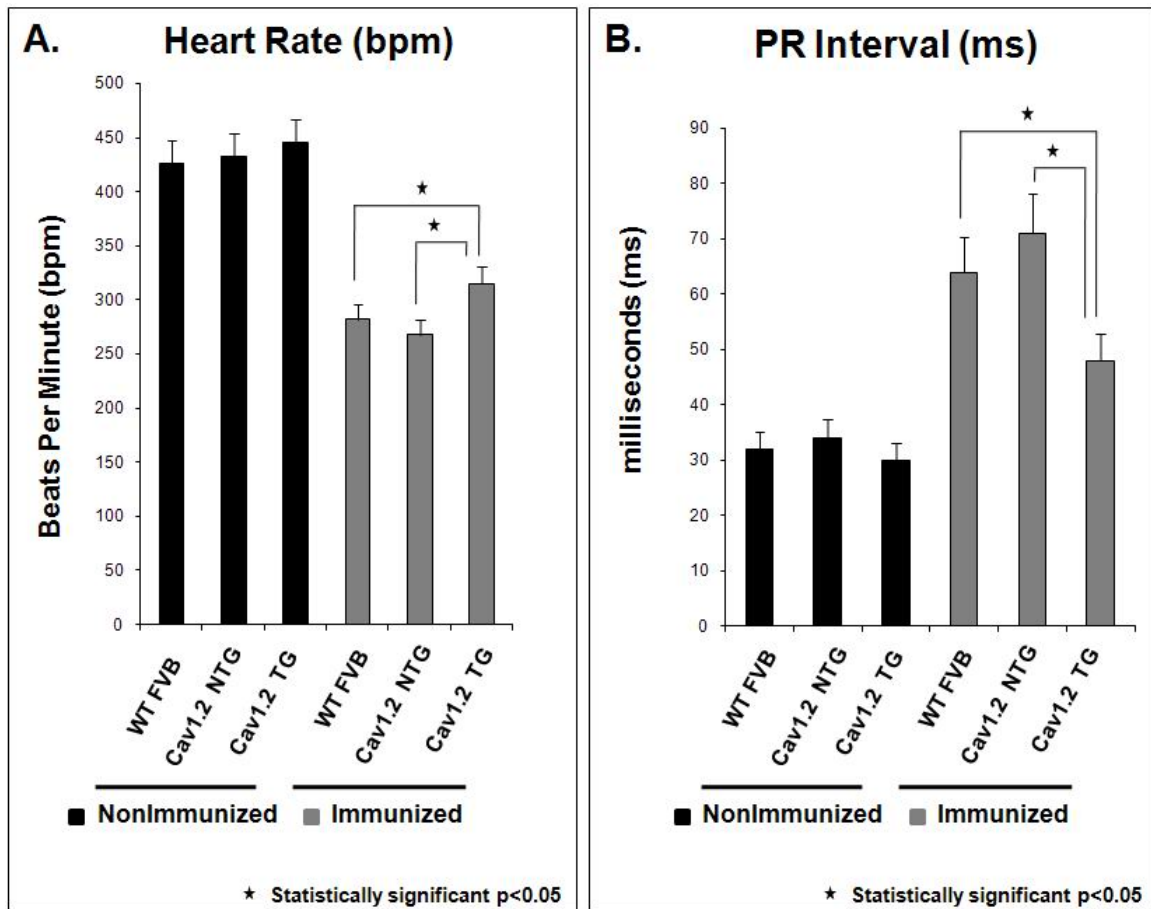 A.
Heart Rate (bpm)
Beats Per Minute (bpm)
500
450
400
350
300
250
200
150
100
50
0
★
★
WT FVB
Cav1.2 NTG
Cav1.2 TG
WT FVB
Cav1.2 NTG
Cav1.2 TG
NonImmunized
Immunized
★ Statistically significant p<0.05
B.
PR Interval (ms)
milliseconds (ms)
90
80
70
60
50
40
30
20
10
0
★
★
WT FVB
Cav1.2 NTG
Cav1.2 TG
WT FVB
Cav1.2 NTG
Cav1.2 TG
NonImmunized
Immunized
★ Statistically significant p<0.05